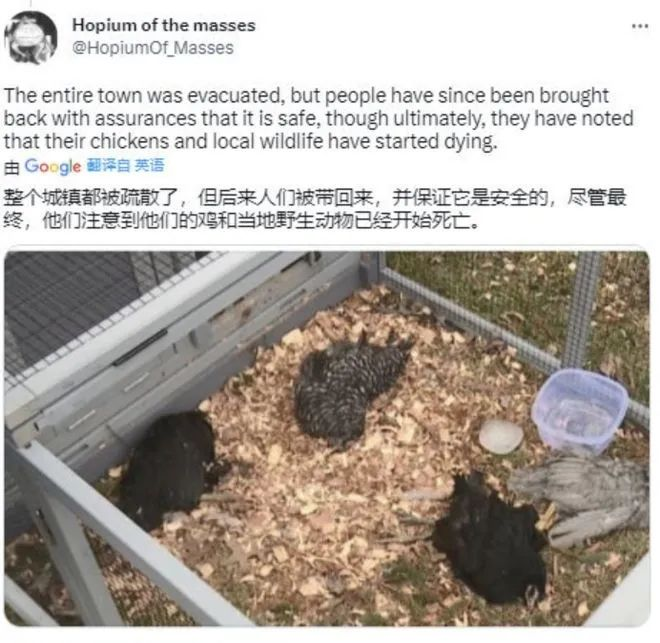 Hopium of the masses
@HopiumOf_Masses
The entire town was evacuated, but people have since been brought
back with assurances that it is safe, though ultimately, they have noted
that their chickens and local wildlife have started dying.
由 Google 翻译自 英语
整个城镇都被疏散了，但后来人们被带回来，并保证它是安全的，尽管最
终，他们注意到他们的鸡和当地野生动物已经开始死亡。